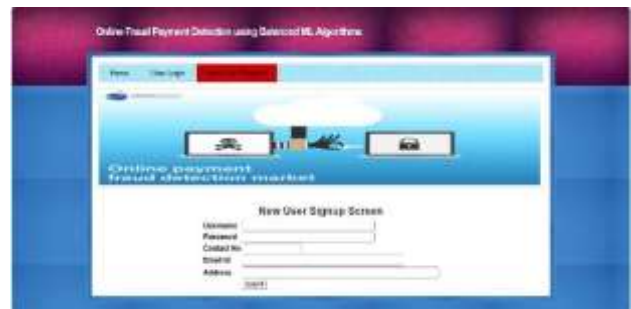 Online Fraud Payment Detection using Balanced ML Algorithms
Home User Login
Online payment
fraud detection market
New User Signup Screen
Username
Password
Contact No
Email Id
Address
Submit